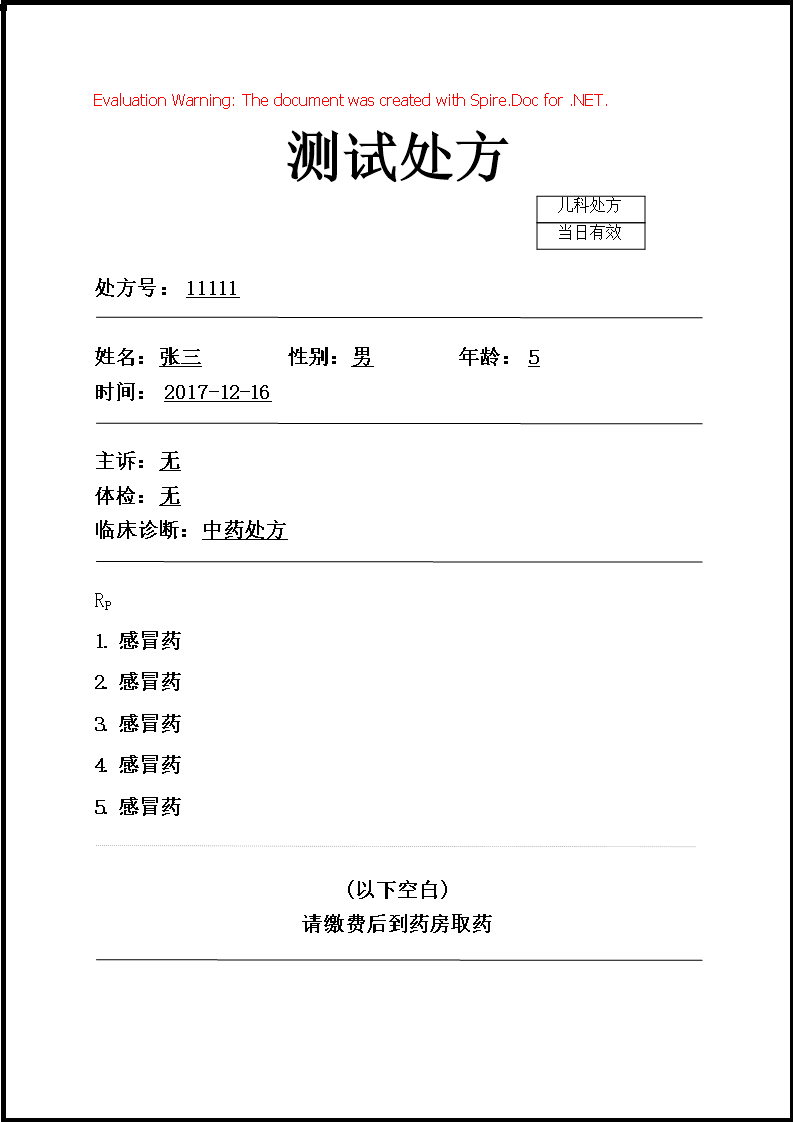 Evaluation Warning: The document was created with Spire.Doc for .NET.
测试处方
儿科处方
当日有效
处方号： 11111
姓名：张三 性别：男 年龄： 5
时间： 2017-12-16
主诉：无
体检：无
临床诊断：中药处方
RP
1. 感冒药
2. 感冒药
3. 感冒药
4. 感冒药
5. 感冒药
（以下空白）
请缴费后到药房取药